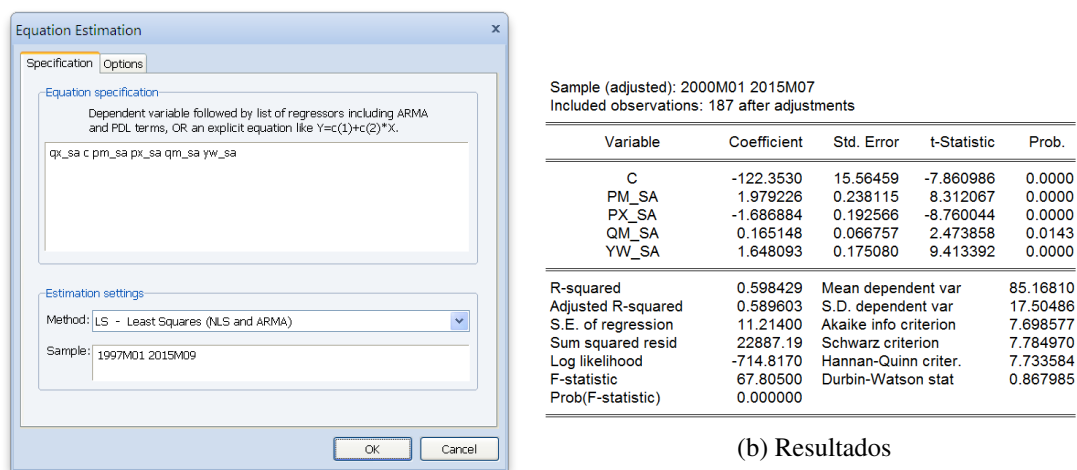 Equation Estimation x
Specification Options
Equation specification
Dependent variable followed by list of regressors including ARMA
and PDL terms, OR an explicit equation like Y=c(1)+c(2)*X.
qx_sa c pm_sa px_sa qm_sa yw_sa
Estimation settings
Method: LS - Least Squares (NLS and ARMA)
Sample: 1997M01 2015M09
OK Cancel
Sample (adjusted): 2000M01 2015M07
Included observations: 187 after adjustments
Variable Coefficient Std. Error t-Statistic Prob.
C -122.3530 15.56459 -7.860986 0.0000
PM_SA 1.979226 0.238115 8.312067 0.0000
PX_SA -1.686884 0.192566 -8.760044 0.0000
QM_SA 0.165148 0.066757 2.473858 0.0143
YW_SA 1.648093 0.175080 9.413392 0.0000
R-squared 0.598429 Mean dependent var 85.16810
Adjusted R-squared 0.589603 S.D. dependent var 17.50486
S.E. of regression 11.21400 Akaike info criterion 7.698577
Sum squared resid 22887.19 Schwarz criterion 7.784970
Log likelihood -714.8170 Hannan-Quinn criter. 7.733584
F-statistic 67.80500 Durbin-Watson stat 0.867985
Prob(F-statistic) 0.000000
(b) Resultados